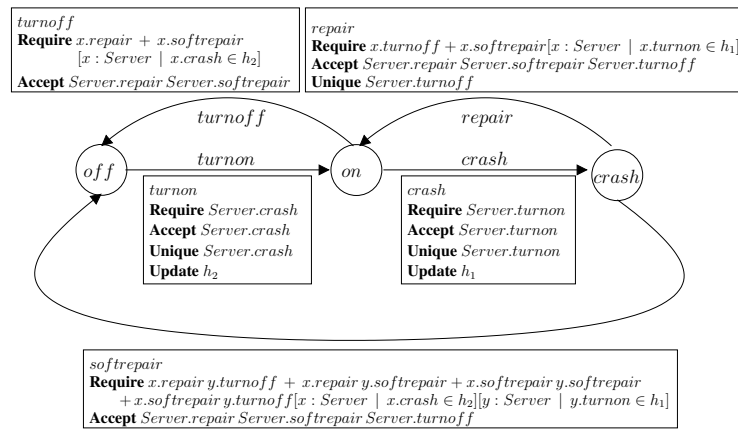 turnoff
Require x.repair + x.softrepair
[x : Server | x.crash ∈ h₂]
Accept Server.repair Server.softrepair
repair
Require x.turnoff + x.softrepair[x : Server | x.turnon ∈ h₁]
Accept Server.repair Server.softrepair Server.turnoff
Unique Server.turnoff
turnoff
repair
off
turnon
on
crash
crash
turnon
Require Server.crash
Accept Server.crash
Unique Server.crash
Update h₂
crash
Require Server.turnon
Accept Server.turnon
Unique Server.turnon
Update h₁
softrepair
Require x.repair y.turnoff + x.repair y.softrepair + x.softrepair y.softrepair
+ x.softrepair y.turnoff[x : Server | x.crash ∈ h₂][y : Server | y.turnon ∈ h₁]
Accept Server.repair Server.softrepair Server.turnoff